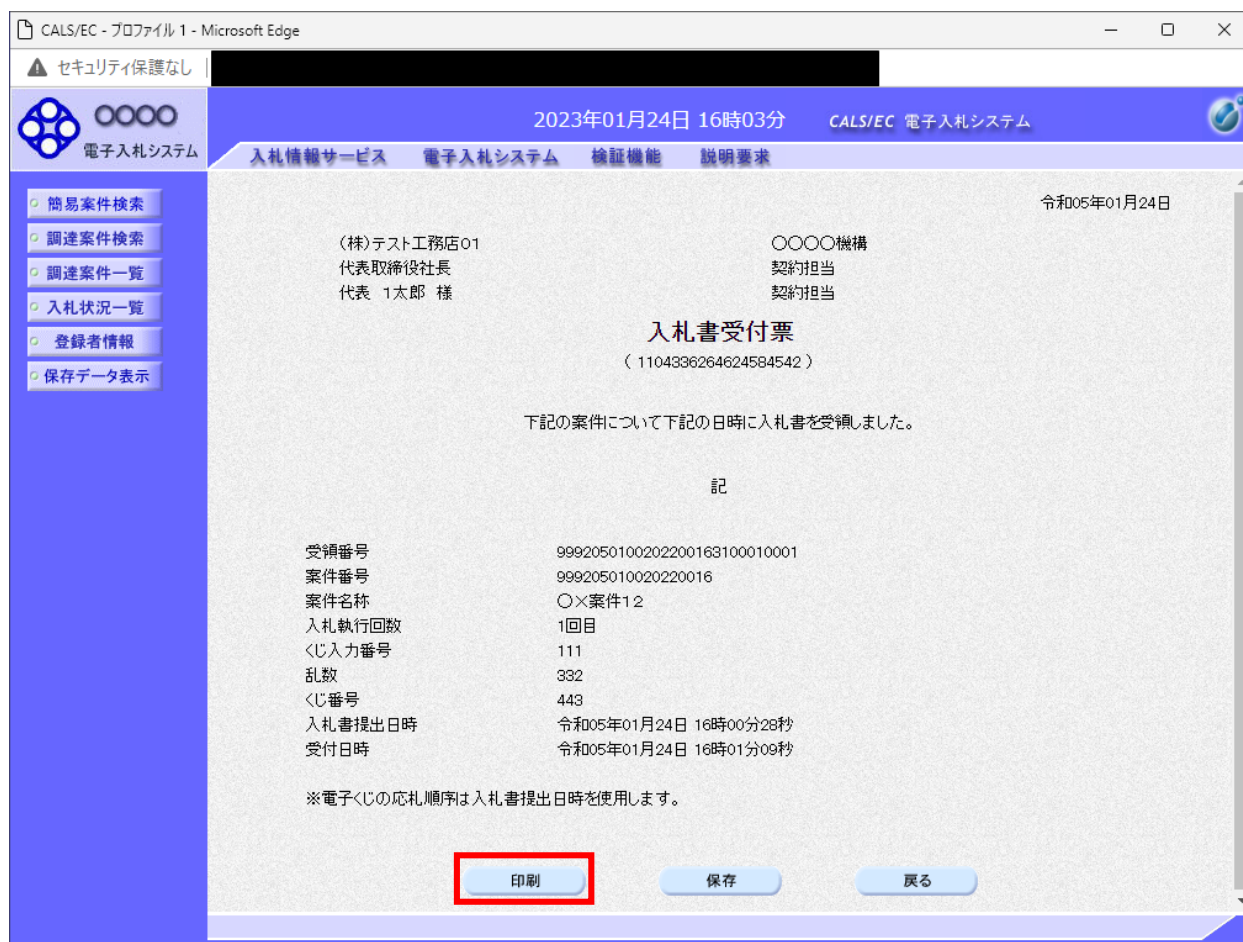 CALS/EC - プロファイル 1 - Microsoft Edge
セキュリティ保護なし
〇〇〇〇
電子入札システム
2023年01月24日 16時03分 CALS/EC 電子入札システム
入札情報サービス 電子入札システム 検証機能 説明要求
簡易案件検索
調達案件検索
調達案件一覧
入札状況一覧
登録者情報
保存データ表示
令和05年01月24日
(株)テスト工務店01 〇〇〇〇機構
代表取締役社長 契約担当
代表 1太郎 様 契約担当
入札書受付票
( 1104336264624584542 )
下記の案件について下記の日時に入札書を受領しました。
記
受領番号 99920501002022001631000​10001
案件番号 999205010020220016
案件名称 〇×案件12
入札執行回数 1回目
くじ入力番号 111
乱数 332
くじ番号 443
入札書提出日時 令和05年01月24日 16時00分28秒
受付日時 令和05年01月24日 16時01分09秒
※電子くじの応札順序は入札書提出日時を使用します。
印刷 保存 戻る